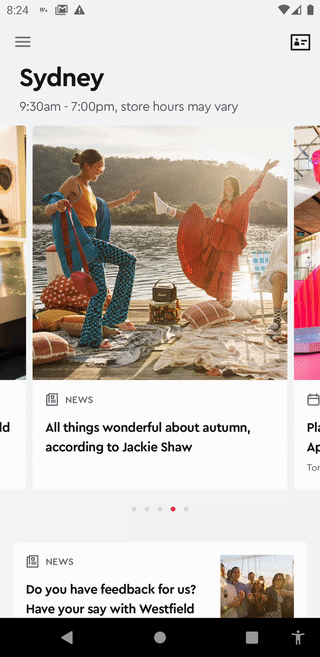 8:24
Sydney
9:30am - 7:00pm, store hours may vary
NEWS
All things wonderful about autumn,
according to Jackie Shaw
ld
Pla
Ap
Tor
NEWS
Do you have feedback for us?
Have your say with Westfield